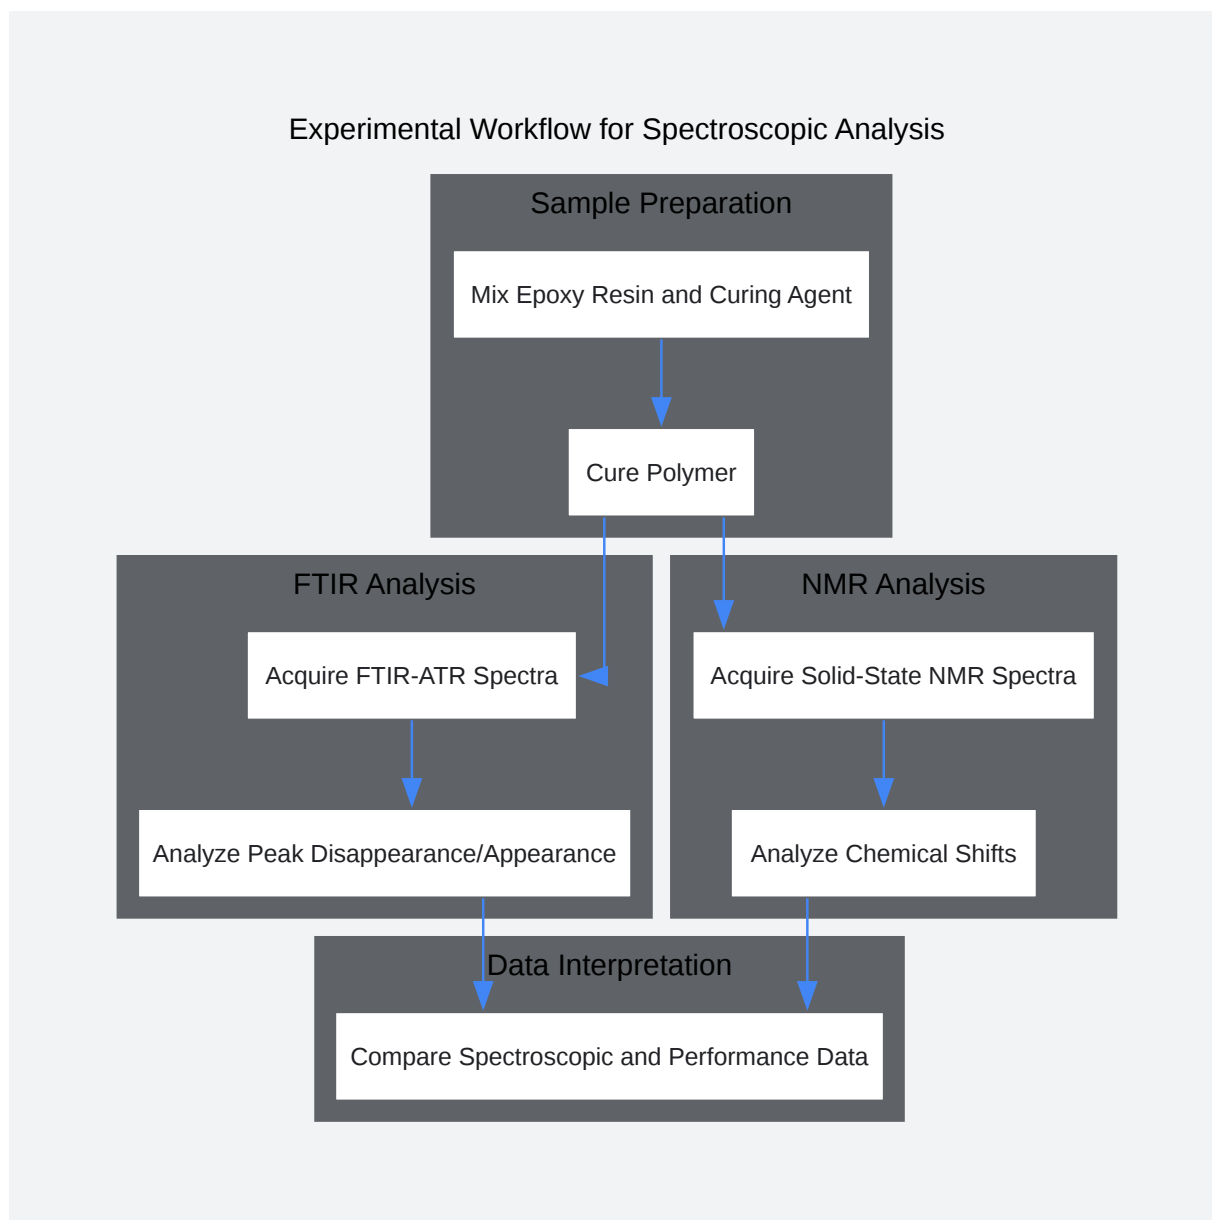 Experimental Workflow for Spectroscopic Analysis
Sample Preparation
Mix Epoxy Resin and Curing Agent
Cure Polymer
FTIR Analysis
Acquire FTIR-ATR Spectra
Analyze Peak Disappearance/Appearance
NMR Analysis
Acquire Solid-State NMR Spectra
Analyze Chemical Shifts
Data Interpretation
Compare Spectroscopic and Performance Data